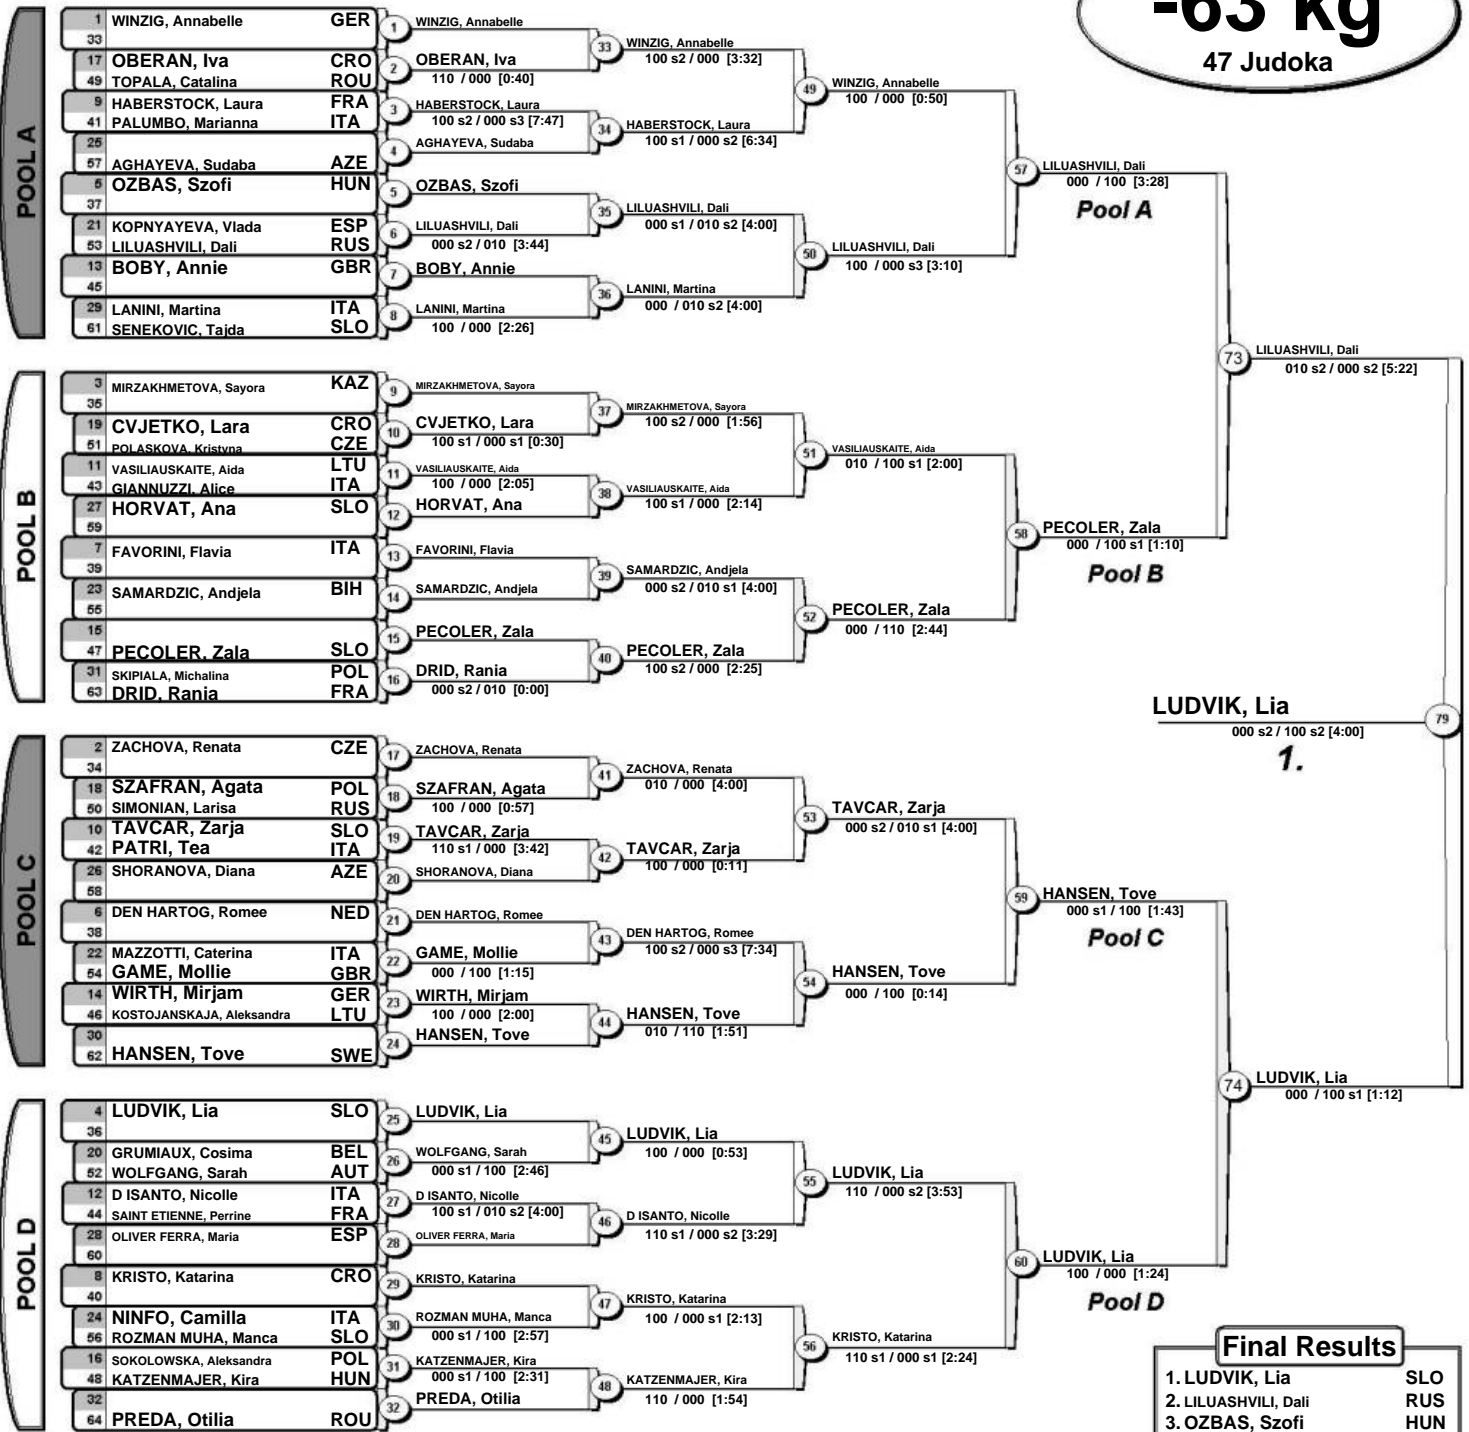 -63 kg
47 Judoka
POOL A
1 WINZIG, Annabelle GER
33
17 OBERAN, Iva CRO
49 TOPALA, Catalina ROU
9 HABERSTOCK, Laura FRA
41 PALUMBO, Marianna ITA
25
57 AGHAYEVA, Sudaba AZE
5 OZBAS, Szofi HUN
37
21 KOPNYAYEVA, Vlada ESP
53 LILUASHVILI, Dali RUS
13 BOBY, Annie GBR
45
29 LANINI, Martina ITA
61 SENEKOVIC, Tajda SLO
1 WINZIG, Annabelle
2 OBERAN, Iva
110 / 000 [0:40]
3 HABERSTOCK, Laura
100 s2 / 000 s3 [7:47]
4 AGHAYEVA, Sudaba
5 OZBAS, Szofi
6 LILUASHVILI, Dali
000 s2 / 010 [3:44]
7 BOBY, Annie
8 LANINI, Martina
100 / 000 [2:26]
33 WINZIG, Annabelle
100 s2 / 000 [3:32]
34 HABERSTOCK, Laura
100 s1 / 000 s2 [6:34]
35 LILUASHVILI, Dali
000 s1 / 010 s2 [4:00]
36 LANINI, Martina
000 / 010 s2 [4:00]
49 WINZIG, Annabelle
100 / 000 [0:50]
50 LILUASHVILI, Dali
100 / 000 s3 [3:10]
57 LILUASHVILI, Dali
000 / 100 [3:28]
Pool A
POOL B
3 MIRZAKHMETOVA, Sayora KAZ
35
19 CVJETKO, Lara CRO
51 POLASKOVA, Kristyna CZE
11 VASILIAUSKAITE, Aida LTU
43 GIANNUZZI, Alice ITA
27 HORVAT, Ana SLO
59
7 FAVORINI, Flavia ITA
39
23 SAMARDZIC, Andjela BIH
55
15
47 PECOLER, Zala SLO
31 SKIPIALA, Michalina POL
63 DRID, Rania FRA
9 MIRZAKHMETOVA, Sayora
10 CVJETKO, Lara
100 s1 / 000 s1 [0:30]
11 VASILIAUSKAITE, Aida
100 / 000 [2:05]
12 HORVAT, Ana
13 FAVORINI, Flavia
14 SAMARDZIC, Andjela
15 PECOLER, Zala
16 DRID, Rania
000 s2 / 010 [0:00]
37 MIRZAKHMETOVA, Sayora
100 s2 / 000 [1:56]
38 VASILIAUSKAITE, Aida
100 s1 / 000 [2:14]
39 SAMARDZIC, Andjela
000 s2 / 010 s1 [4:00]
40 PECOLER, Zala
100 s2 / 000 [2:25]
51 VASILIAUSKAITE, Aida
010 / 100 s1 [2:00]
52 PECOLER, Zala
000 / 110 [2:44]
58 PECOLER, Zala
000 / 100 s1 [1:10]
Pool B
73 LILUASHVILI, Dali
010 s2 / 000 s2 [5:22]
LUDVIK, Lia 79
000 s2 / 100 s2 [4:00]
1.
POOL C
2 ZACHOVA, Renata CZE
34
18 SZAFRAN, Agata POL
50 SIMONIAN, Larisa RUS
10 TAVCAR, Zarja SLO
42 PATRI, Tea ITA
26 SHORANOVA, Diana AZE
58
6 DEN HARTOG, Romee NED
38
22 MAZZOTTI, Caterina ITA
54 GAME, Mollie GBR
14 WIRTH, Mirjam GER
46 KOSTOJANSKAJA, Aleksandra LTU
30
62 HANSEN, Tove SWE
17 ZACHOVA, Renata
18 SZAFRAN, Agata
100 / 000 [0:57]
19 TAVCAR, Zarja
110 s1 / 000 [3:42]
20 SHORANOVA, Diana
21 DEN HARTOG, Romee
22 GAME, Mollie
000 / 100 [1:15]
23 WIRTH, Mirjam
100 / 000 [2:00]
24 HANSEN, Tove
41 ZACHOVA, Renata
010 / 000 [4:00]
42 TAVCAR, Zarja
100 / 000 [0:11]
43 DEN HARTOG, Romee
100 s2 / 000 s3 [7:34]
44 HANSEN, Tove
010 / 110 [1:51]
53 TAVCAR, Zarja
000 s2 / 010 s1 [4:00]
54 HANSEN, Tove
000 / 100 [0:14]
59 HANSEN, Tove
000 s1 / 100 [1:43]
Pool C
74 LUDVIK, Lia
000 / 100 s1 [1:12]
POOL D
4 LUDVIK, Lia SLO
36
20 GRUMIAUX, Cosima BEL
52 WOLFGANG, Sarah AUT
12 D ISANTO, Nicolle ITA
44 SAINT ETIENNE, Perrine FRA
28 OLIVER FERRA, Maria ESP
60
8 KRISTO, Katarina CRO
40
24 NINFO, Camilla ITA
56 ROZMAN MUHA, Manca SLO
16 SOKOLOWSKA, Aleksandra POL
48 KATZENMAJER, Kira HUN
32
64 PREDA, Otilia ROU
25 LUDVIK, Lia
26 WOLFGANG, Sarah
000 s1 / 100 [2:46]
27 D ISANTO, Nicolle
100 s1 / 010 s2 [4:00]
28 OLIVER FERRA, Maria
29 KRISTO, Katarina
30 ROZMAN MUHA, Manca
000 s1 / 100 [2:57]
31 KATZENMAJER, Kira
000 s1 / 100 [2:31]
32 PREDA, Otilia
45 LUDVIK, Lia
100 / 000 [0:53]
46 D ISANTO, Nicolle
110 s1 / 000 s2 [3:29]
47 KRISTO, Katarina
100 / 000 s1 [2:13]
48 KATZENMAJER, Kira
110 / 000 [1:54]
55 LUDVIK, Lia
110 / 000 s2 [3:53]
56 KRISTO, Katarina
110 s1 / 000 s1 [2:24]
60 LUDVIK, Lia
100 / 000 [1:24]
Pool D
Final Results
1. LUDVIK, Lia SLO
2. LILUASHVILI, Dali RUS
3. OZBAS, Szofi HUN